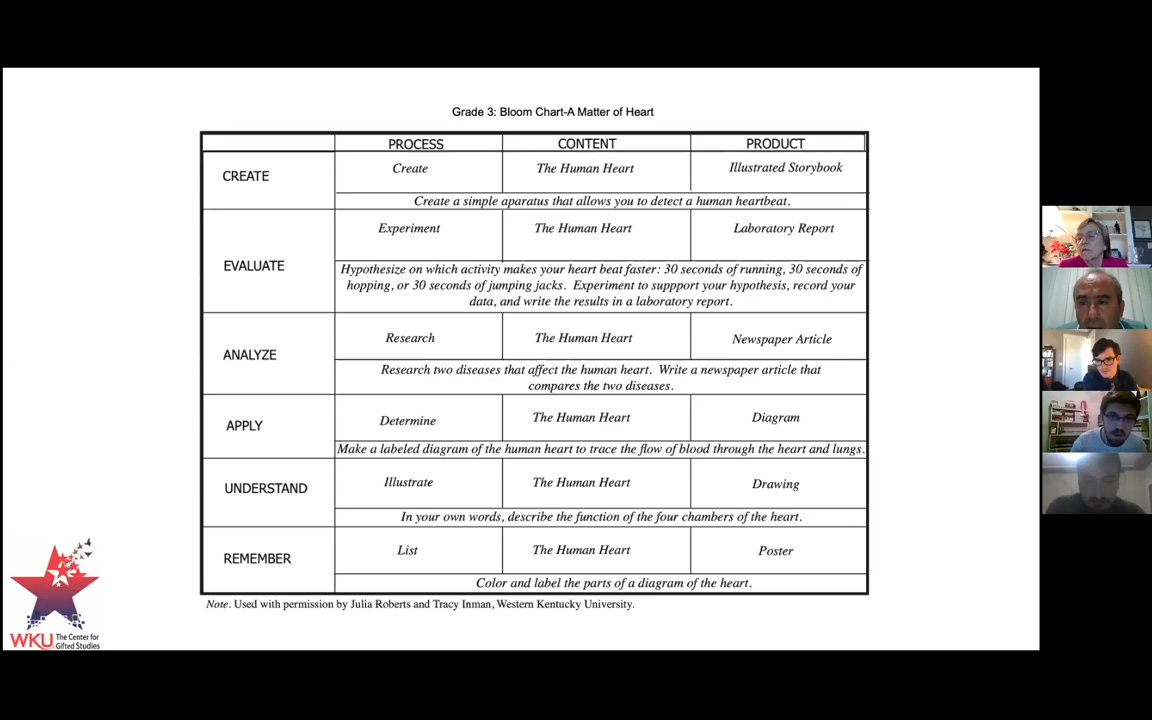 Grade 3: Bloom Chart-A Matter of Heart
PROCESS CONTENT PRODUCT
CREATE
Create The Human Heart Illustrated Storybook
Create a simple apparatus that allows you to detect a human heartbeat.
EVALUATE
Experiment The Human Heart Laboratory Report
Hypothesize on which activity makes your heart beat faster: 30 seconds of running, 30 seconds of
hopping, or 30 seconds of jumping jacks. Experiment to suppport your hypothesis, record your
data, and write the results in a laboratory report.
ANALYZE
Research The Human Heart Newspaper Article
Research two diseases that affect the human heart. Write a newspaper article that
compares the two diseases.
APPLY
Determine The Human Heart Diagram
Make a labeled diagram of the human heart to trace the flow of blood through the heart and lungs.
UNDERSTAND
Illustrate The Human Heart Drawing
In your own words, describe the function of the four chambers of the heart.
REMEMBER
List The Human Heart Poster
Color and label the parts of a diagram of the heart.
Note. Used with permission by Julia Roberts and Tracy Inman, Western Kentucky University.
WKU The Center for
Gifted Studies